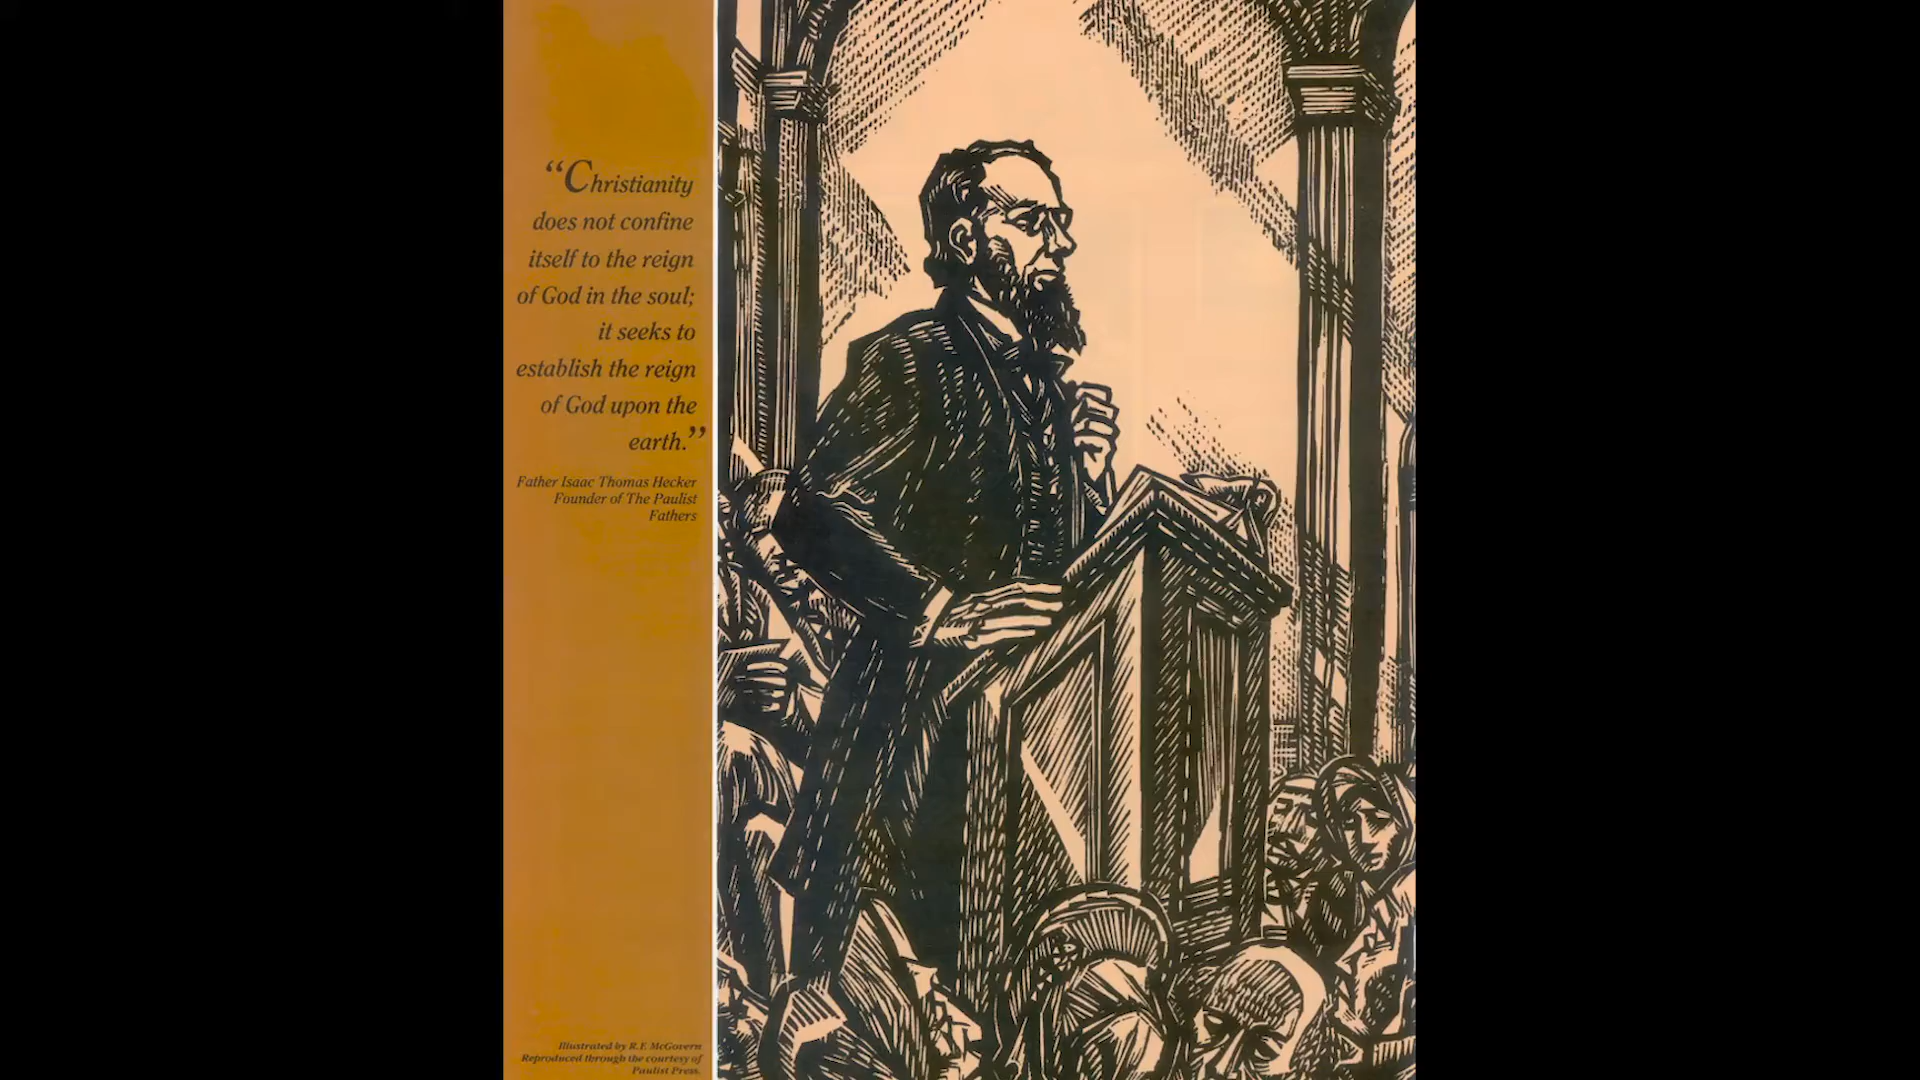 “Christianity
does not confine
itself to the reign
of God in the soul;
it seeks to
establish the reign
of God upon the
earth.”
Father Isaac Thomas Hecker
Founder of The Paulist
Fathers
Illustrated by R.F. McGovern
Reproduced through the courtesy of
Paulist Press.